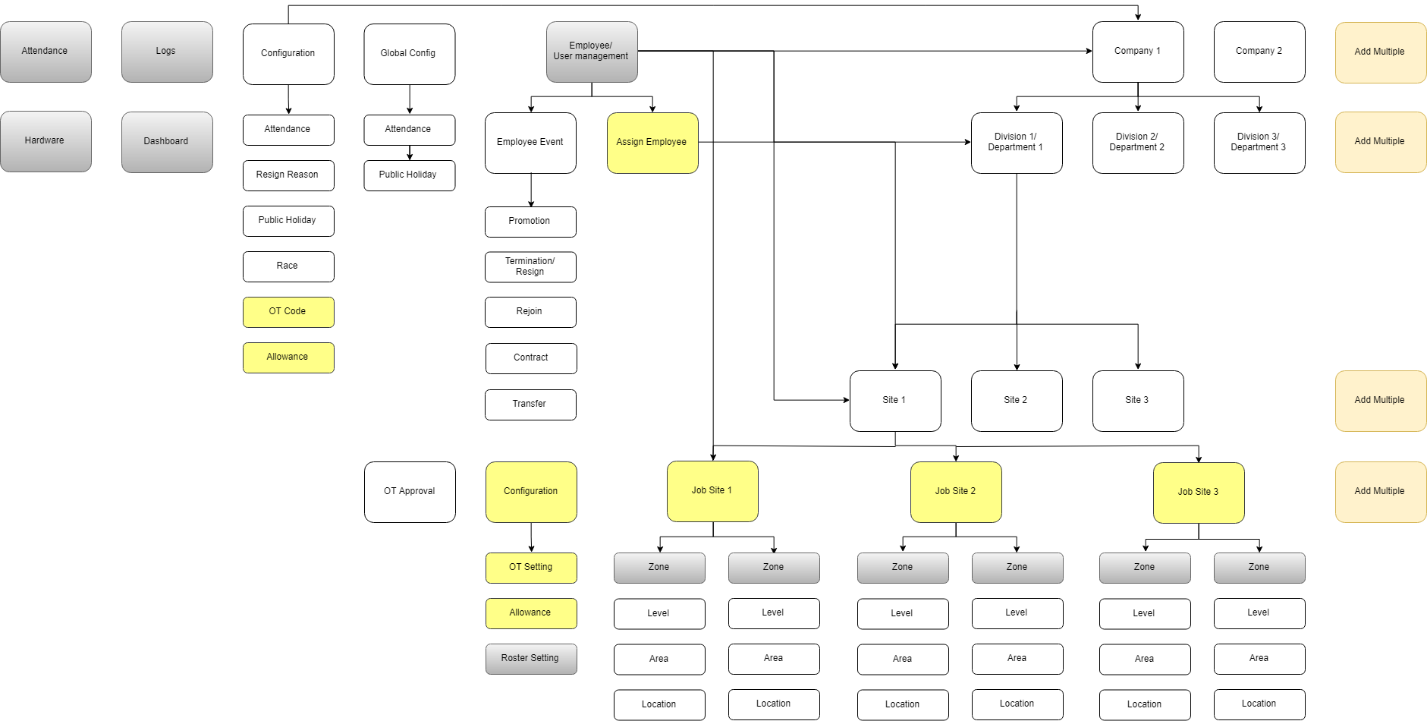 Attendance
Logs
Configuration
Global Config
Employee/
User management
Company 1
Company 2
Add Multiple
Hardware
Dashboard
Attendance
Attendance
Employee Event
Assign Employee
Division 1/
Department 1
Division 2/
Department 2
Division 3/
Department 3
Add Multiple
Resign Reason
Public Holiday
Public Holiday
Promotion
Race
Termination/
Resign
OT Code
Rejoin
Allowance
Contract
Transfer
Site 1
Site 2
Site 3
Add Multiple
OT Approval
Configuration
Job Site 1
Job Site 2
Job Site 3
Add Multiple
OT Setting
Zone
Zone
Zone
Zone
Zone
Zone
Allowance
Level
Level
Level
Level
Level
Level
Roster Setting
Area
Area
Area
Area
Area
Area
Location
Location
Location
Location
Location
Location